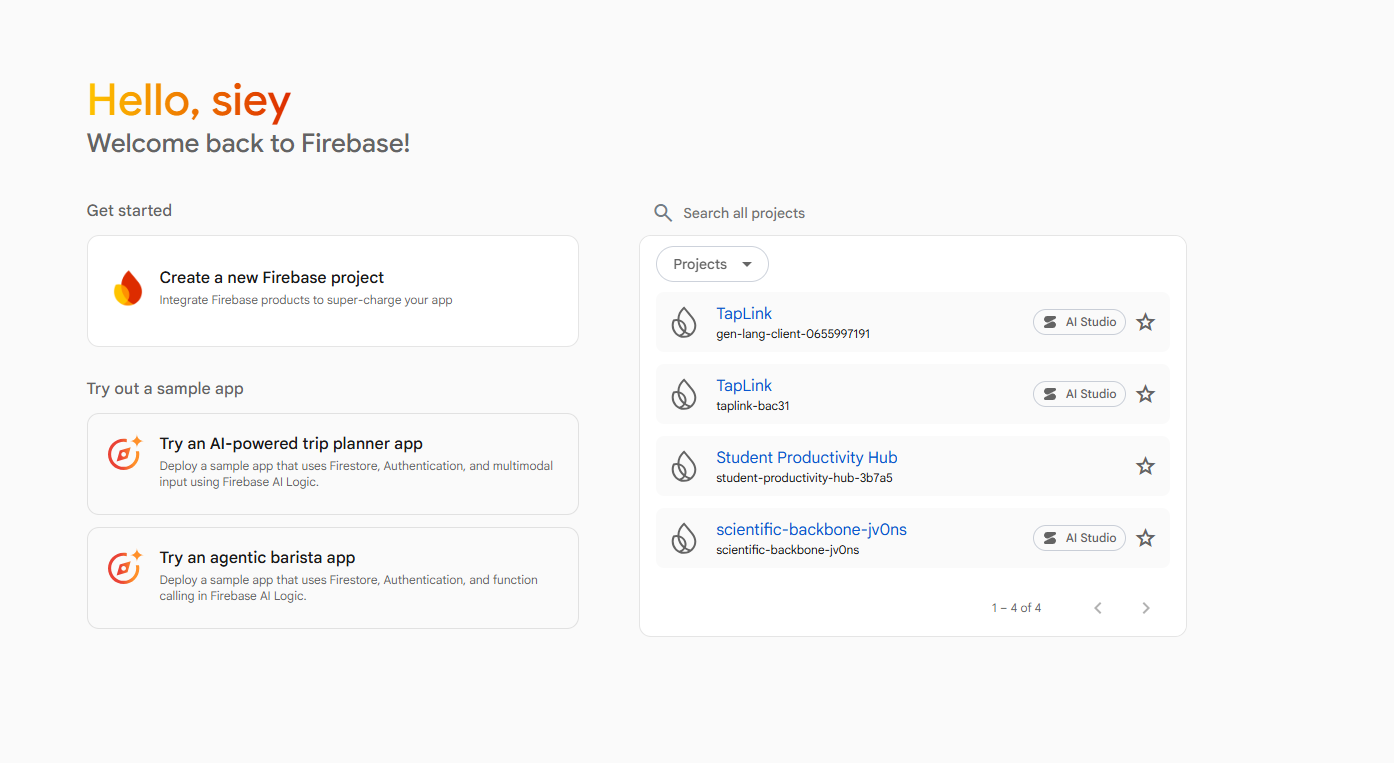 Hello, siey
Welcome back to Firebase!
Get started
Create a new Firebase project
Integrate Firebase products to super-charge your app
Try out a sample app
Try an AI-powered trip planner app
Deploy a sample app that uses Firestore, Authentication, and multimodal
input using Firebase AI Logic.
Try an agentic barista app
Deploy a sample app that uses Firestore, Authentication, and function
calling in Firebase AI Logic.
Search all projects
Projects
TapLink
gen-lang-client-0655997191
AI Studio
TapLink
taplink-bac31
AI Studio
Student Productivity Hub
student-productivity-hub-3b7a5
scientific-backbone-jv0ns
scientific-backbone-jv0ns
AI Studio
1 – 4 of 4